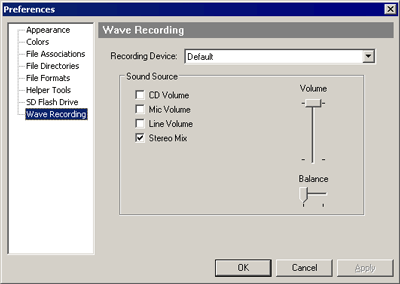 Preferences
Appearance
Colors
File Associations
File Directories
File Formats
Helper Tools
SD Flash Drive
Wave Recording
Wave Recording
Recording Device: Default
Sound Source
CD Volume
Mic Volume
Line Volume
Stereo Mix
Volume
Balance
OK Cancel Apply